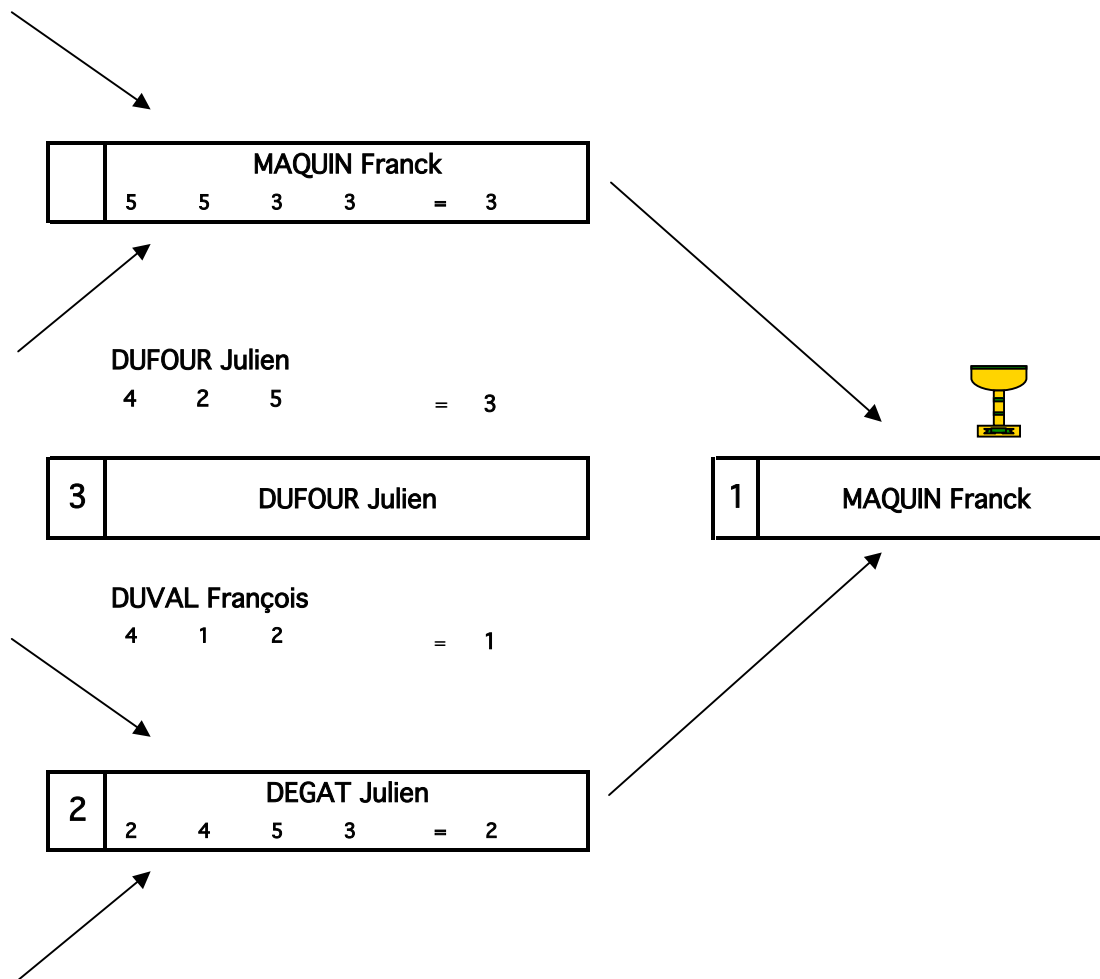 MAQUIN Franck
5 5 3 3 = 3
DUFOUR Julien
4 2 5 = 3
3 DUFOUR Julien
1 MAQUIN Franck
DUVAL François
4 1 2 = 1
2 DEGAT Julien
2 4 5 3 = 2